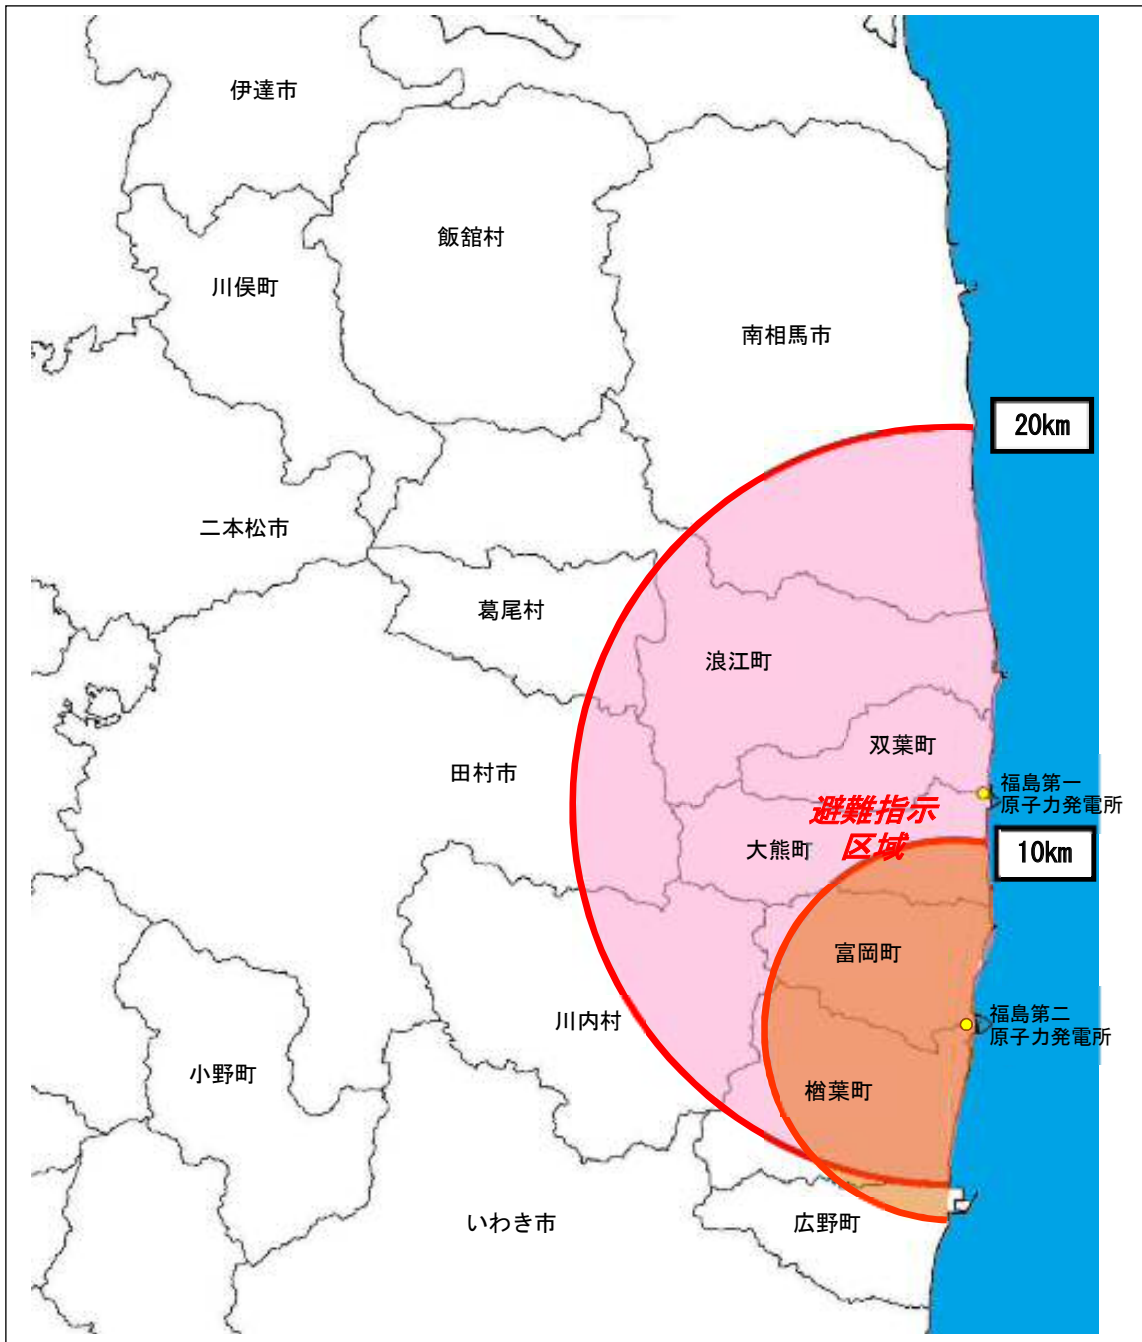 伊達市
飯舘村
川俣町
南相馬市
20km
二本松市
葛尾村
浪江町
双葉町
田村市
福島第一
原子力発電所
避難指示
区域
大熊町
10km
富岡町
川内村
福島第二
原子力発電所
小野町
楢葉町
いわき市
広野町